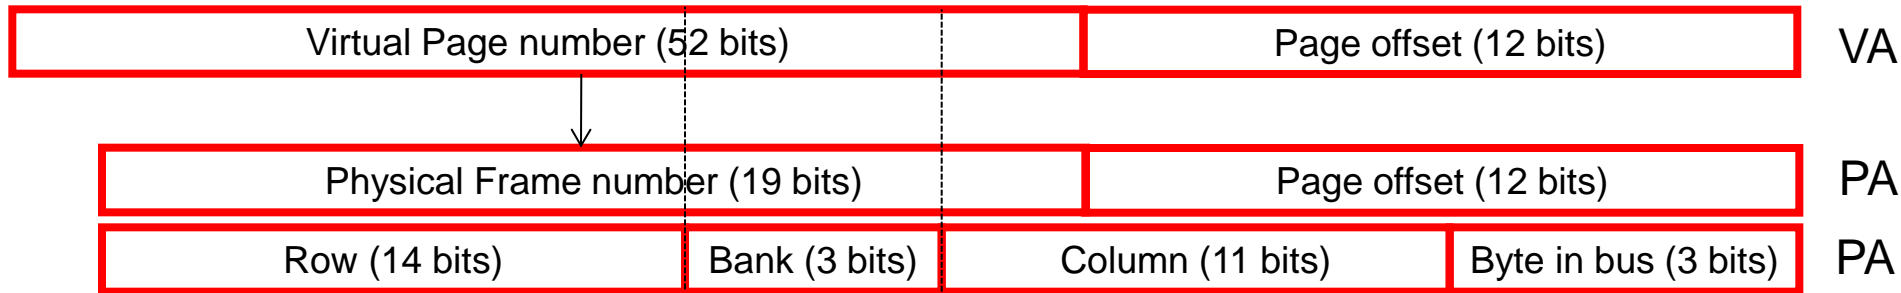 Virtual Page number (52 bits) Page offset (12 bits) VA
Physical Frame number (19 bits) Page offset (12 bits) PA
Row (14 bits) Bank (3 bits) Column (11 bits) Byte in bus (3 bits) PA